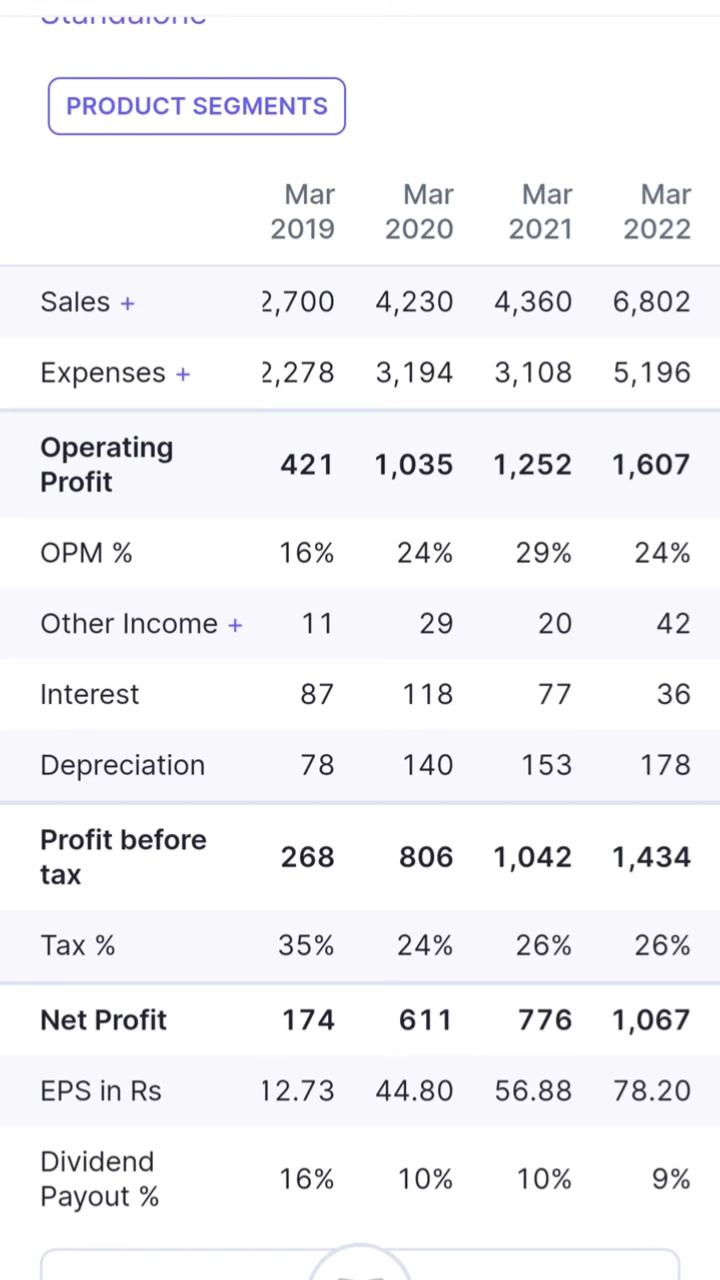 Standalone
PRODUCT SEGMENTS
Mar Mar Mar Mar
2019 2020 2021 2022
Sales + 2,700 4,230 4,360 6,802
Expenses + 2,278 3,194 3,108 5,196
Operating
Profit 421 1,035 1,252 1,607
OPM % 16% 24% 29% 24%
Other Income + 11 29 20 42
Interest 87 118 77 36
Depreciation 78 140 153 178
Profit before
tax 268 806 1,042 1,434
Tax % 35% 24% 26% 26%
Net Profit 174 611 776 1,067
EPS in Rs 12.73 44.80 56.88 78.20
Dividend
Payout % 16% 10% 10% 9%